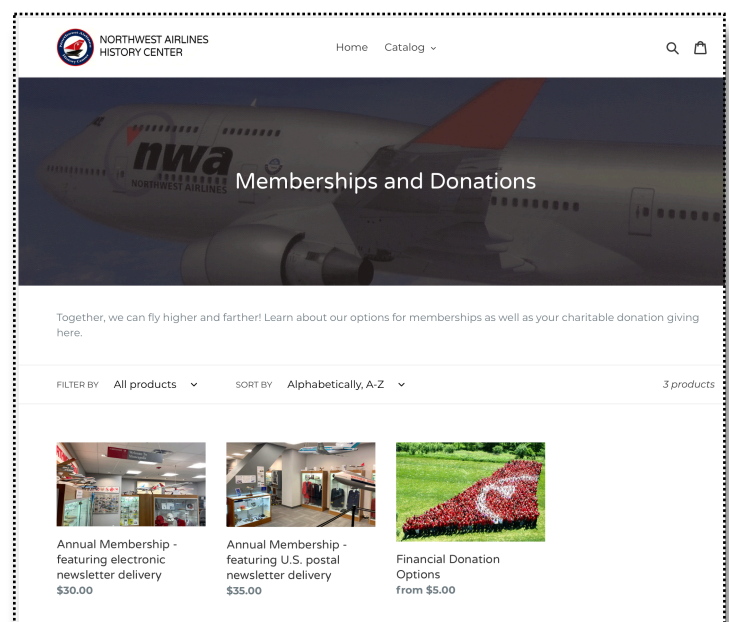 NORTHWEST AIRLINES
HISTORY CENTER
Home Catalog
nwa
NORTHWEST AIRLINES
Memberships and Donations
Together, we can fly higher and farther! Learn about our options for memberships as well as your charitable donation giving
here.
FILTER BY All products SORT BY Alphabetically, A-Z 3 products
Annual Membership -
featuring electronic
newsletter delivery
$30.00
Annual Membership -
featuring U.S. postal
newsletter delivery
$35.00
Financial Donation
Options
from $5.00